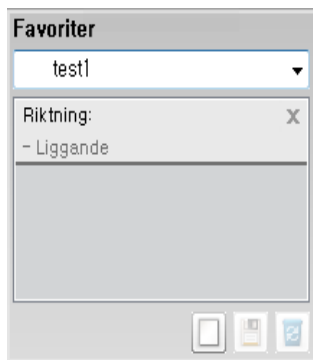 Favoriter
test1
Riktning:
X
- Liggande